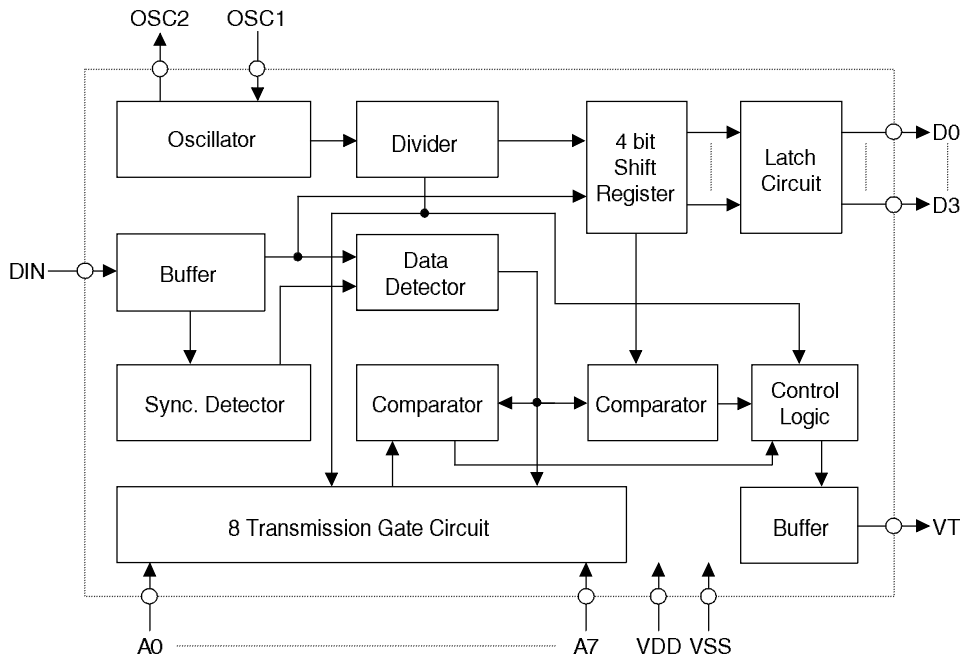 OSC2 OSC1
Oscillator
Divider
4 bit
Shift
Register
Latch
Circuit
D0
D3
DIN
Buffer
Data
Detector
Sync. Detector
Comparator
Comparator
Control
Logic
8 Transmission Gate Circuit
Buffer
VT
A0
A7
VDD VSS